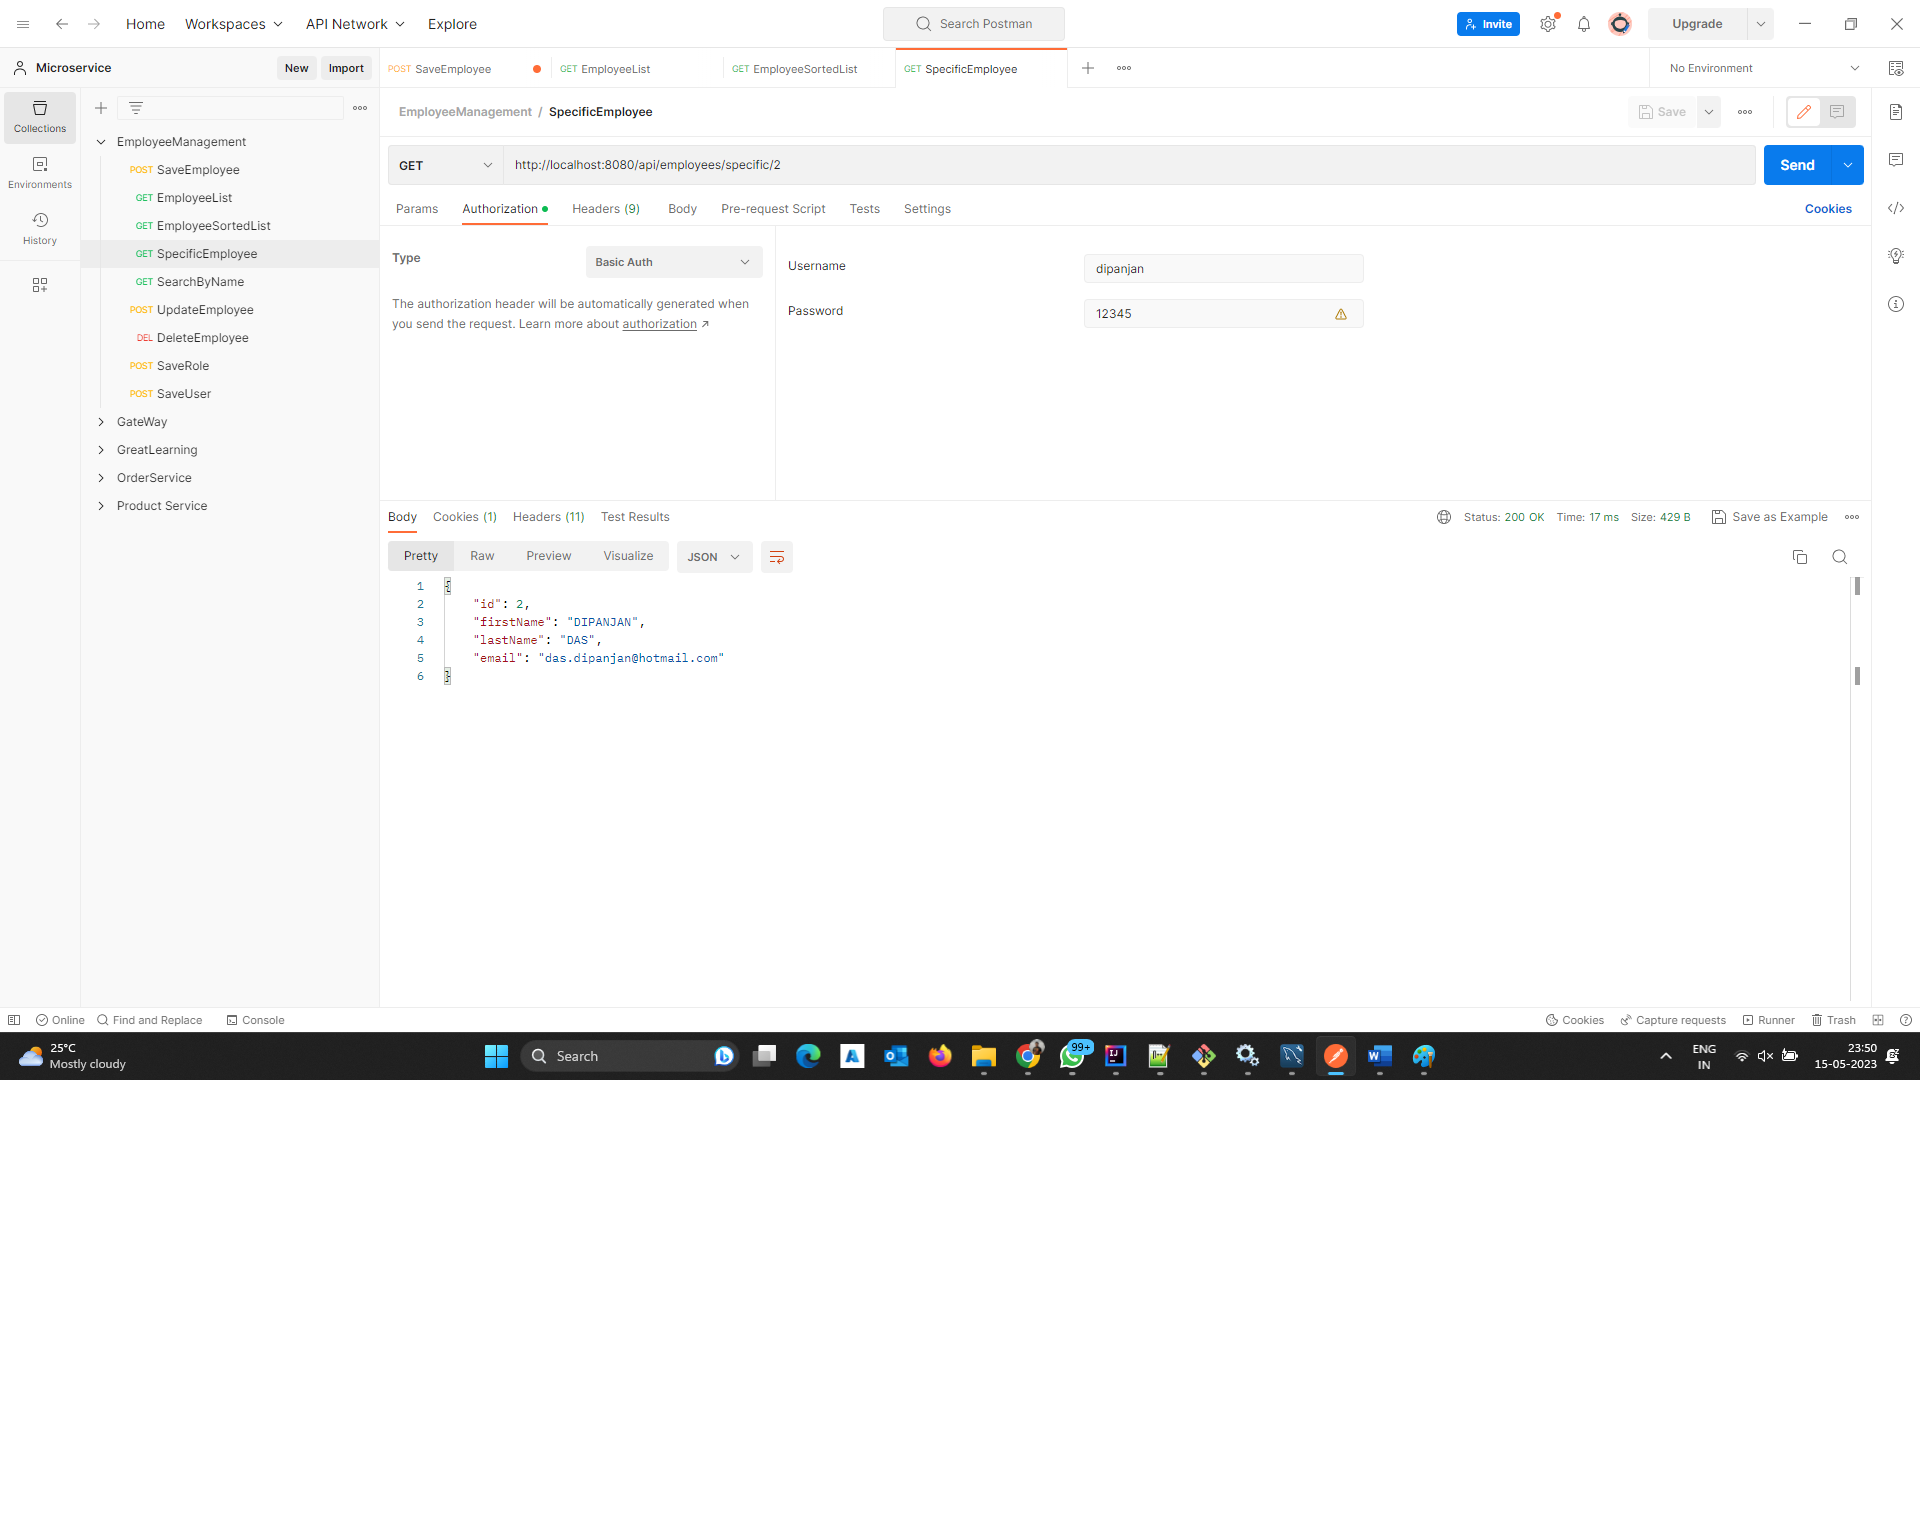 Home Workspaces API Network Explore Search Postman Invite Upgrade
Microservice New Import POST SaveEmployee GET EmployeeList GET EmployeeSortedList GET SpecificEmployee No Environment
Collections
Environments
History
EmployeeManagement
POST SaveEmployee
GET EmployeeList
GET EmployeeSortedList
GET SpecificEmployee
GET SearchByName
POST UpdateEmployee
DEL DeleteEmployee
POST SaveRole
POST SaveUser
GateWay
GreatLearning
OrderService
Product Service
EmployeeManagement / SpecificEmployee Save
GET http://localhost:8080/api/employees/specific/2 Send
Params Authorization Headers (9) Body Pre-request Script Tests Settings Cookies
Type Basic Auth
The authorization header will be automatically generated when
you send the request. Learn more about authorization ↗
Username dipanjan
Password 12345
Body Cookies (1) Headers (11) Test Results Status: 200 OK Time: 17 ms Size: 429 B Save as Example
Pretty Raw Preview Visualize JSON
1 {
2 "id": 2,
3 "firstName": "DIPANJAN",
4 "lastName": "DAS",
5 "email": "das.dipanjan@hotmail.com"
6 }
Online Find and Replace Console Cookies Capture requests Runner Trash
25°C
Mostly cloudy
Search
99+
ENG
IN
23:50
15-05-2023